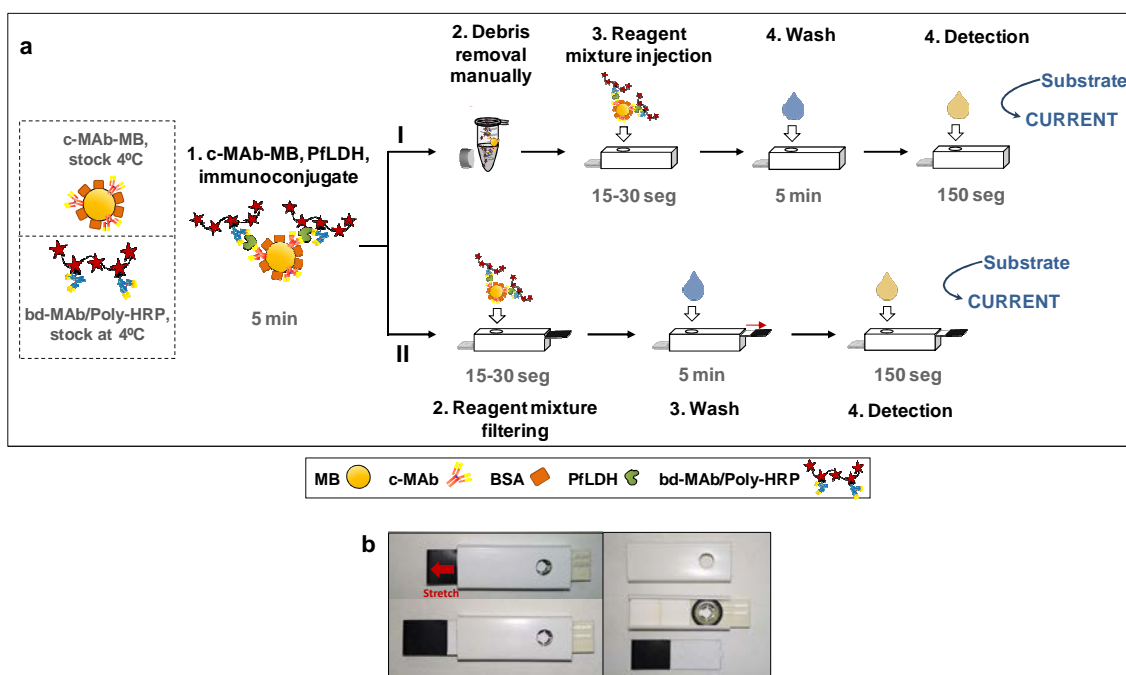 a
c-MAb-MB,
stock 4ºC
bd-MAb/Poly-HRP,
stock at 4ºC
1. c-MAb-MB, PfLDH,
immunoconjugate
5 min
I
2. Debris
removal
manually
3. Reagent
mixture injection
15-30 seg
4. Wash
5 min
4. Detection
Substrate
CURRENT
150 seg
II
15-30 seg
2. Reagent mixture
filtering
5 min
3. Wash
Substrate
CURRENT
150 seg
4. Detection
MB
c-MAb
BSA
PfLDH
bd-MAb/Poly-HRP
b
Stretch